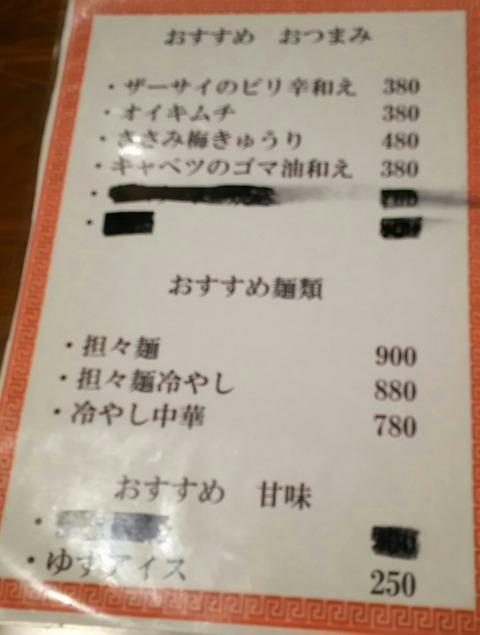 おすすめ おつまみ
・ザーサイのピリ辛和え 380
・オイキムチ 380
・ささみ梅きゅうり 480
・キャベツのゴマ油和え 380
・
・
おすすめ麺類
・担々麺 900
・担々麺冷やし 880
・冷やし中華 780
おすすめ 甘味
・
・ゆずアイス 250